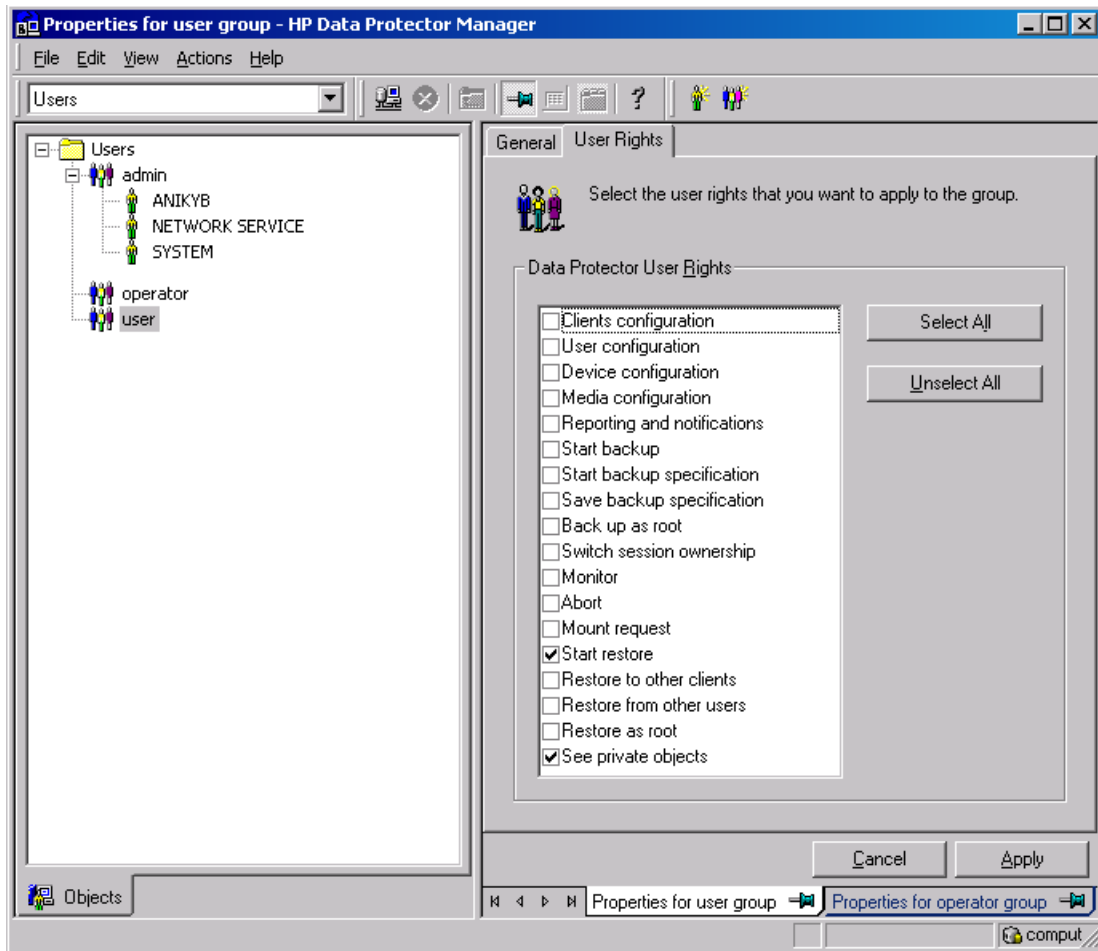 Properties for user group - HP Data Protector Manager
File Edit View Actions Help
Users
?
Users
admin
ANIKYB
NETWORK SERVICE
SYSTEM
operator
user
Objects
General User Rights
Select the user rights that you want to apply to the group.
Data Protector User Rights
Clients configuration
User configuration
Device configuration
Media configuration
Reporting and notifications
Start backup
Start backup specification
Save backup specification
Back up as root
Switch session ownership
Monitor
Abort
Mount request
Start restore
Restore to other clients
Restore from other users
Restore as root
See private objects
Select All
Unselect All
Cancel Apply
Properties for user group Properties for operator group
comput